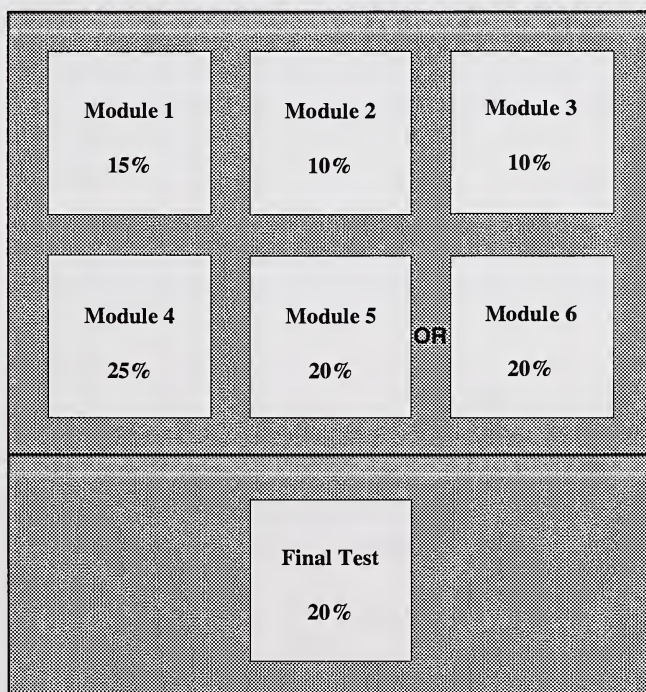 Module 1
15%
Module 2
10%
Module 3
10%
Module 4
25%
Module 5
20%
OR
Module 6
20%
Final Test
20%